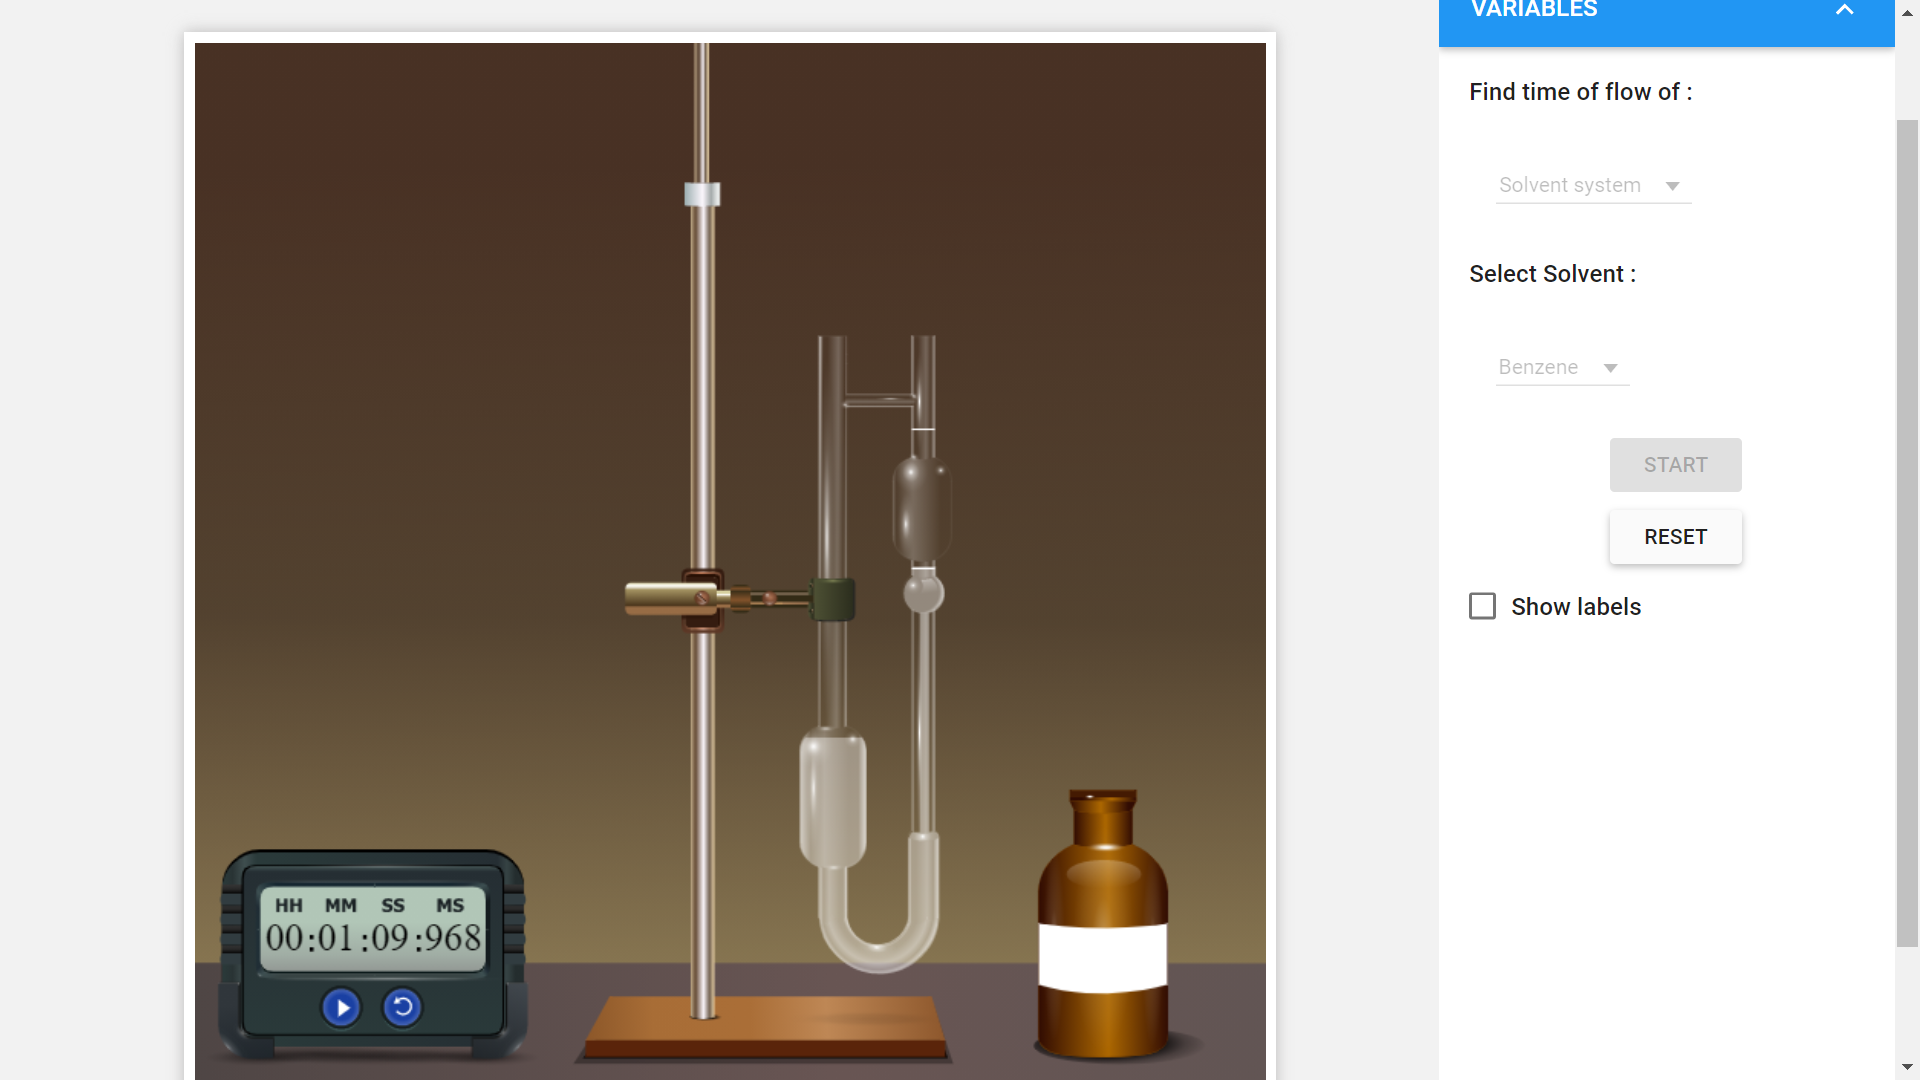 VARIABLES
Find time of flow of :
Solvent system
Select Solvent :
Benzene
START
RESET
Show labels
HH MM SS MS
00:01:09:968